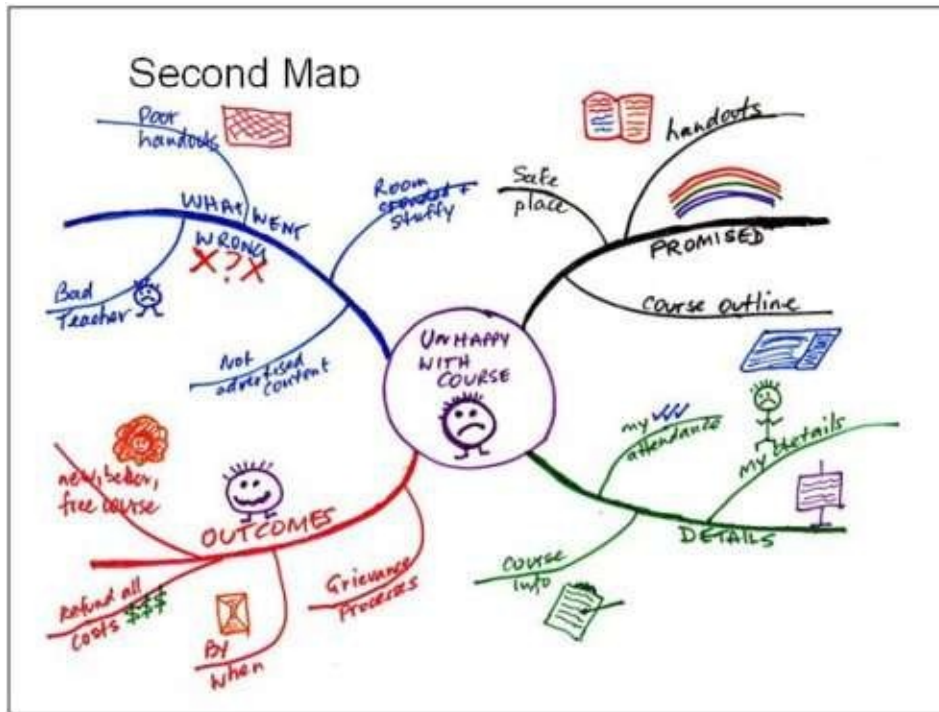 Second Map
Poor
handouts
WHAT WENT
WRONG
X?X
Room
crowded +
stuffy
Bad
Teacher
Not
advertised
content
UNHAPPY
WITH
COURSE
handouts
Safe
place
PROMISED
course outline
my
attendance
my details
DETAILS
Course
info
new, better,
free course
OUTCOMES
Refund all
costs $$$
By
when
Grievance
Processes